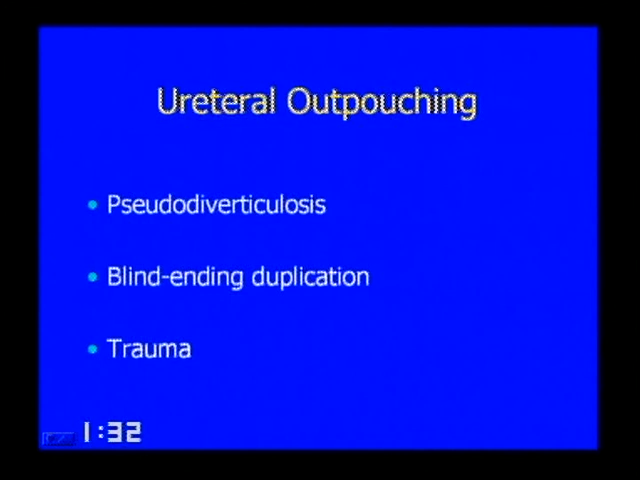 Ureteral Outpouching
• Pseudodiverticulosis
• Blind-ending duplication
• Trauma
1:32